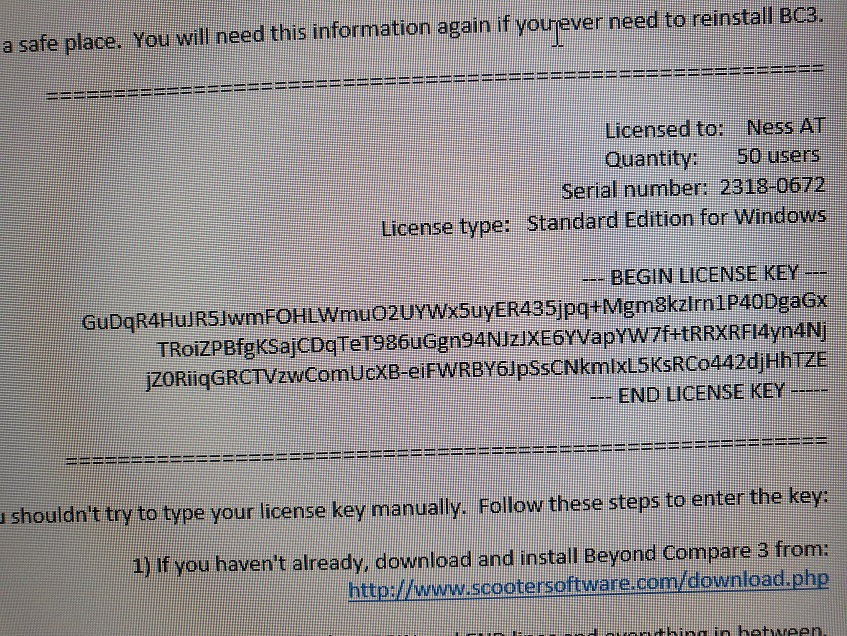 a safe place. You will need this information again if you ever need to reinstall BC3.
==========================================================
Licensed to: Ness AT
Quantity: 50 users
Serial number: 2318-0672
License type: Standard Edition for Windows
--- BEGIN LICENSE KEY ---
GuDqR4HuJR5JwmFOHLWmuO2UYWx5uyER435jpq+Mgm8kzIrn1P40DgaGx
TRoiZPBfgKSajCDqTeT986uGgn94NJzJXE6YVapYW7f+tRRXRFI4yn4Nj
jZ0RiiqGRCTVzwComUcXB-eiFWRBY6JpSsCNkmIxL5KsRCo442djHhTZE
--- END LICENSE KEY -----
==========================================================
shouldn't try to type your license key manually. Follow these steps to enter the key:
1) If you haven't already, download and install Beyond Compare 3 from:
http://www.scootersoftware.com/download.php
lines and everything in between.